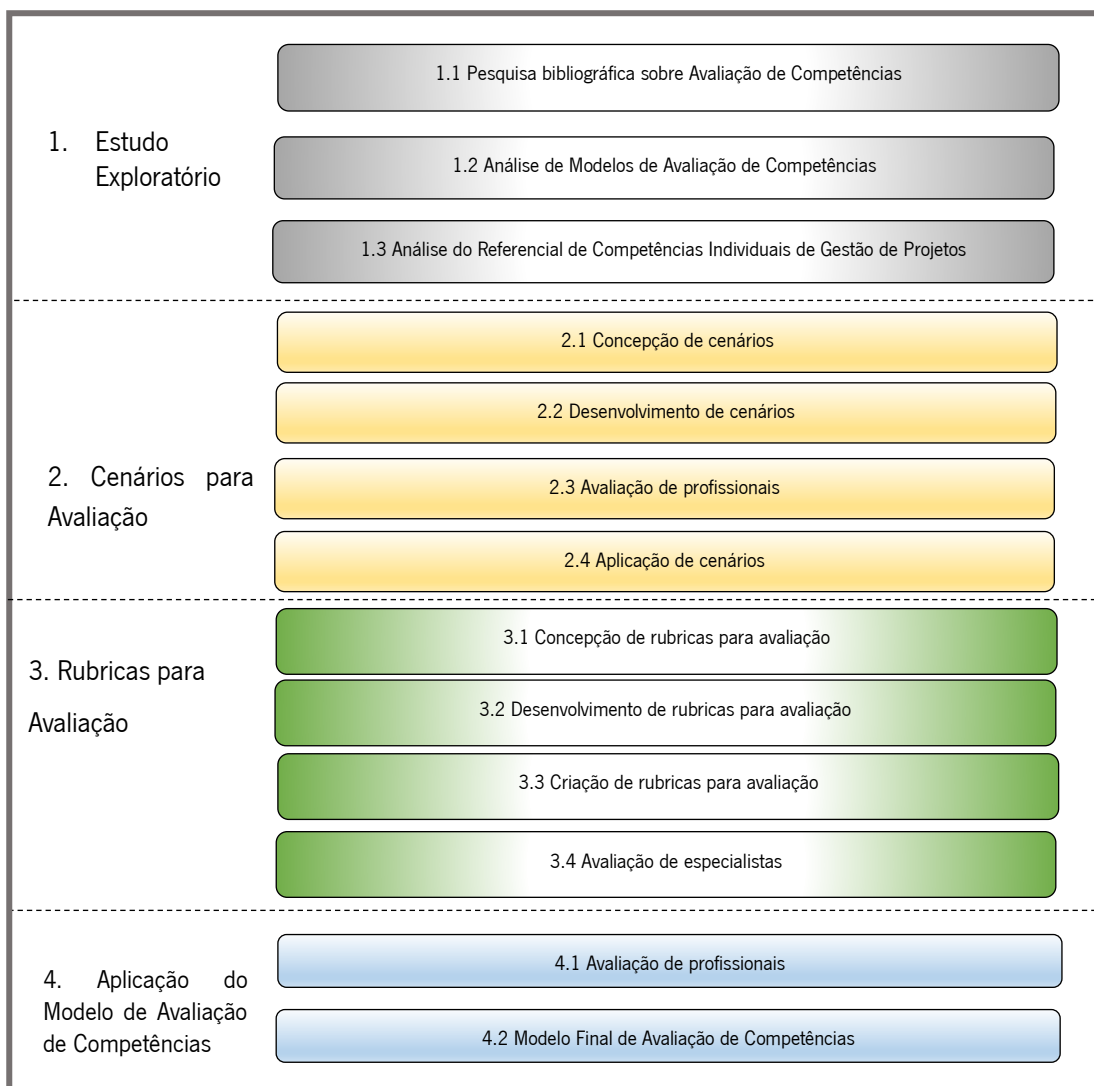 1.1 Pesquisa bibliográfica sobre Avaliação de Competências
1. Estudo
Exploratório
1.2 Análise de Modelos de Avaliação de Competências
1.3 Análise do Referencial de Competências Individuais de Gestão de Projetos
2.1 Concepção de cenários
2.2 Desenvolvimento de cenários
2. Cenários para
Avaliação
2.3 Avaliação de profissionais
2.4 Aplicação de cenários
3.1 Concepção de rubricas para avaliação
3. Rubricas para
Avaliação
3.2 Desenvolvimento de rubricas para avaliação
3.3 Criação de rubricas para avaliação
3.4 Avaliação de especialistas
4. Aplicação do
Modelo de Avaliação
de Competências
4.1 Avaliação de profissionais
4.2 Modelo Final de Avaliação de Competências